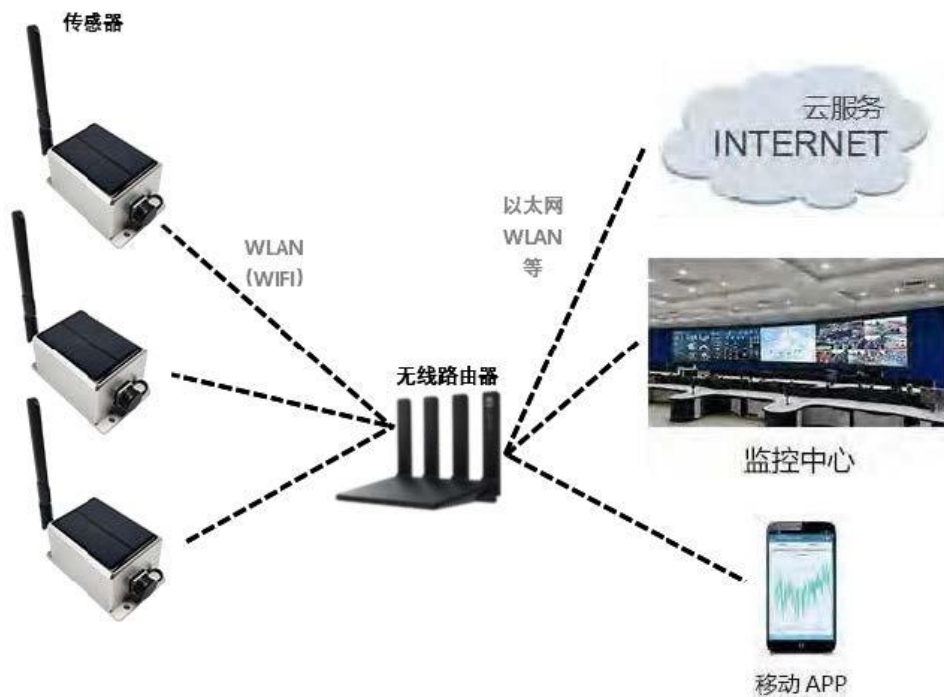 传感器
WLAN
(WIFI)
无线路由器
以太网
WLAN
等
云服务
INTERNET
监控中心
移动 APP